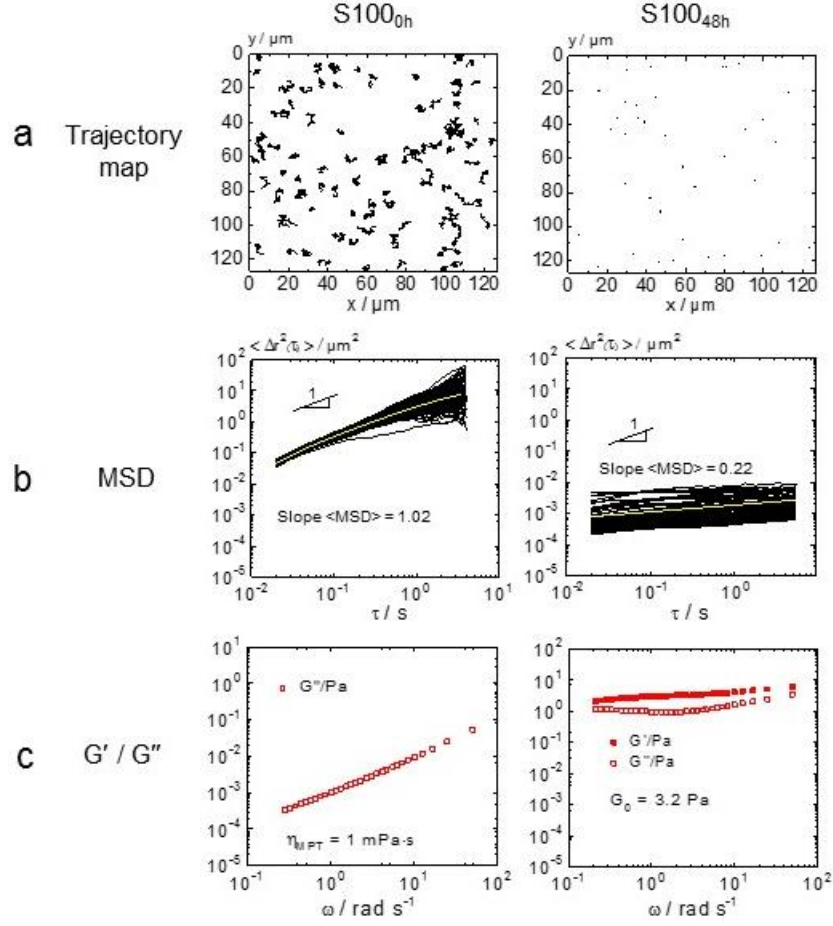 S100₀ₕ
S100₄₈ₕ
a
Trajectory
map
y / µm
0
20
40
60
80
100
120
0 20 40 60 80 100 120
x / µm
y / µm
0
20
40
60
80
100
120
0 20 40 60 80 100 120
x / µm
b
MSD
< Δr²(τ) > / µm²
10²
10¹
10⁰
10⁻¹
10⁻²
10⁻³
10⁻⁴
10⁻⁵
1
Slope <MSD> = 1.02
10⁻² 10⁻¹ 10⁰ 10¹
τ / s
< Δr²(τ) > / µm²
10²
10¹
10⁰
10⁻¹
10⁻²
10⁻³
10⁻⁴
10⁻⁵
1
Slope <MSD> = 0.22
10⁻² 10⁻¹ 10⁰
τ / s
c
G′ / G″
10¹
10⁰
10⁻¹
10⁻²
10⁻³
10⁻⁴
10⁻⁵
G''/Pa
η_MPT = 1 mPa·s
10⁻¹ 10⁰ 10¹ 10²
ω / rad s⁻¹
10²
10¹
10⁰
10⁻¹
10⁻²
10⁻³
10⁻⁴
10⁻⁵
G'/Pa
G''/Pa
G₀ = 3.2 Pa
10⁻¹ 10⁰ 10¹ 10²
ω / rad s⁻¹